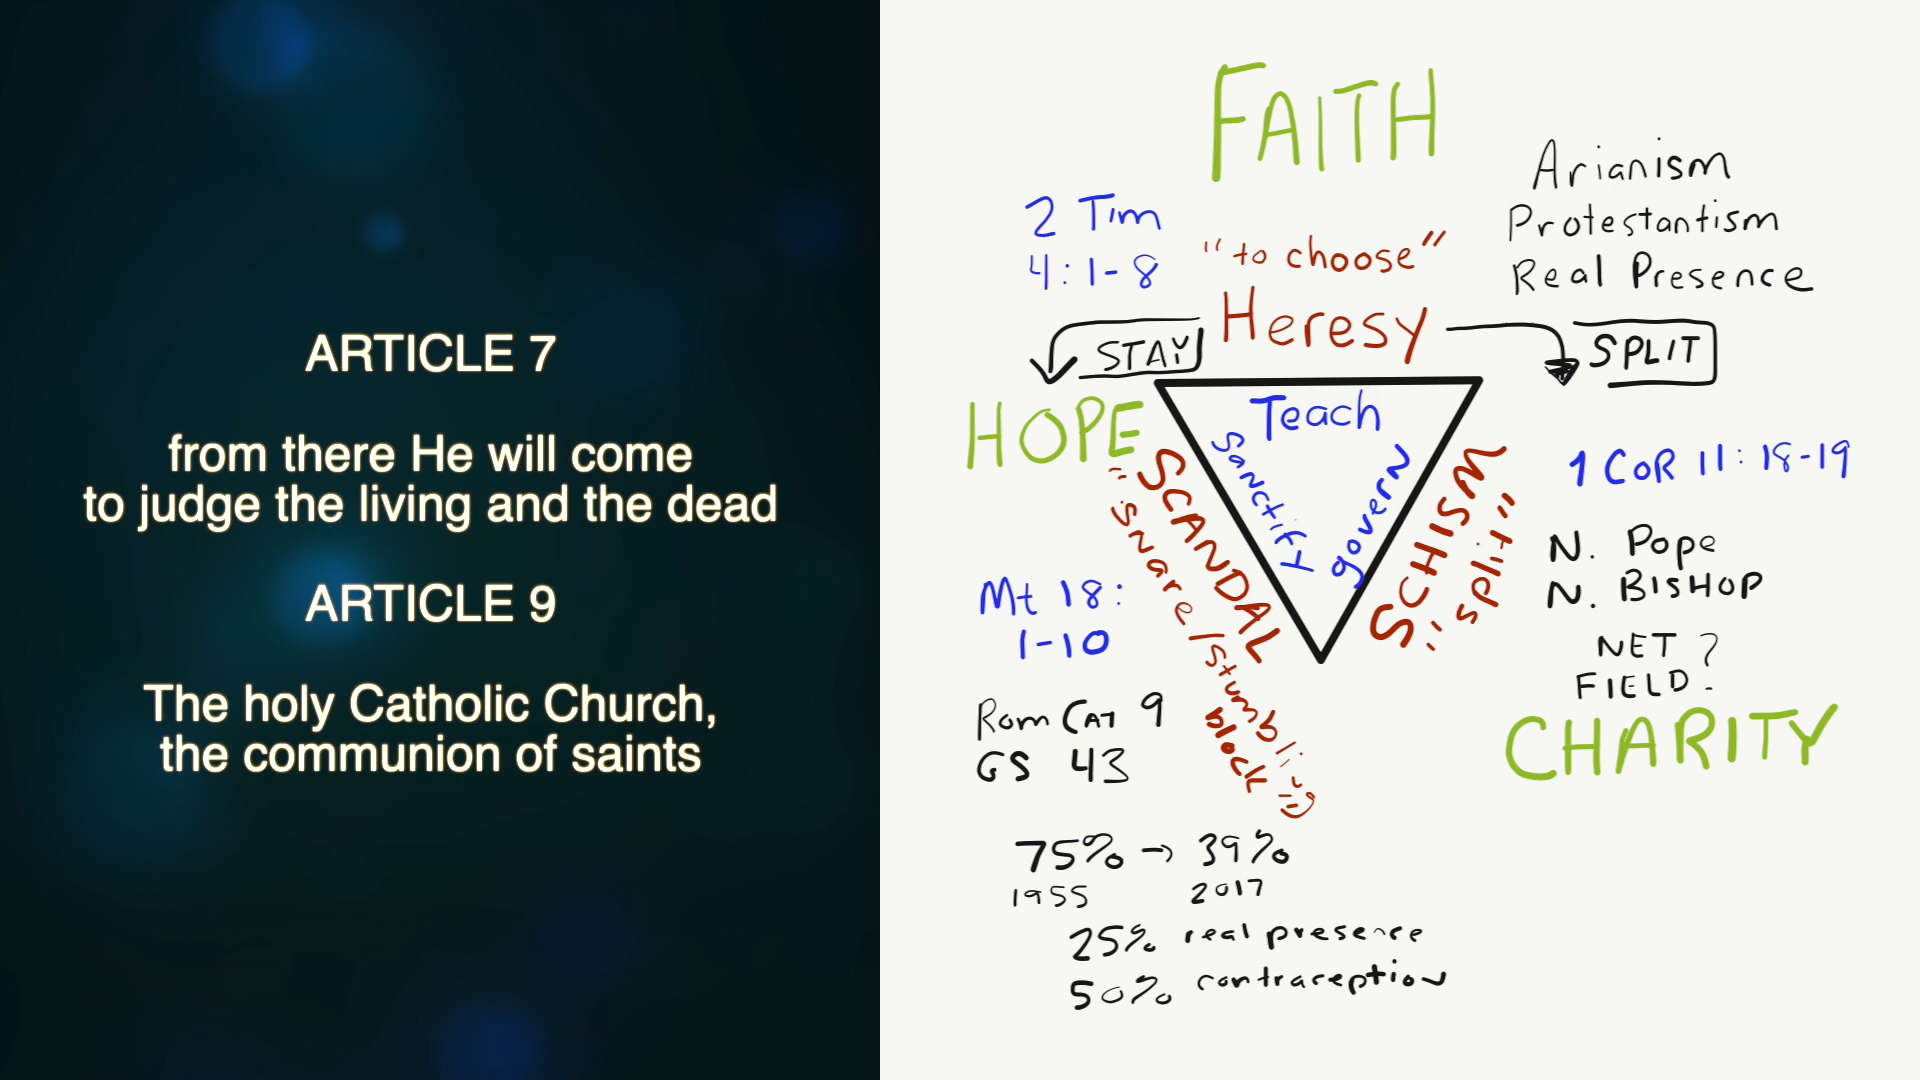 ARTICLE 7
from there He will come
to judge the living and the dead
ARTICLE 9
The holy Catholic Church,
the communion of saints
FAITH
Arianism
Protestantism
Real Presence
2 Tim
4:1-8
"to choose"
Heresy
STAY
SPLIT
HOPE
Teach
Sanctify
govern
SCANDAL
"snare/stumbling
block"
SCHISM
"split"
1 COR 11:18-19
N. Pope
N. BISHOP
NET ?
FIELD?
CHARITY
Mt 18:
1-10
Rom CAT 9
GS 43
75% → 39%
1955 2017
25% real presence
50% contraception